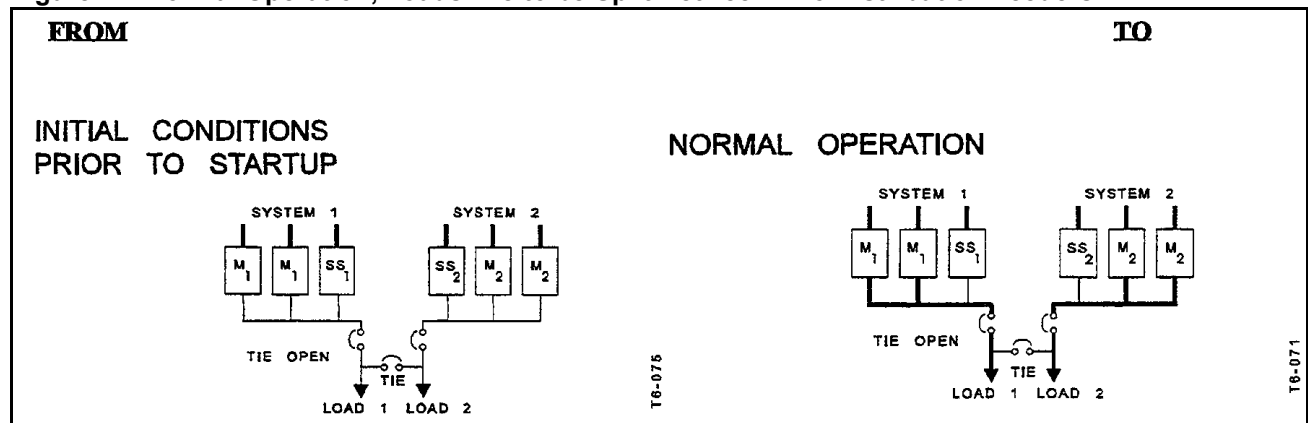 FROM
TO
INITIAL CONDITIONS
PRIOR TO STARTUP
NORMAL OPERATION
SYSTEM 1
SYSTEM 2
M1
M1
SS1
SS2
M2
M2
TIE OPEN
TIE
LOAD 1
LOAD 2
T6-075
SYSTEM 1
SYSTEM 2
M1
M1
SS1
SS2
M2
M2
TIE OPEN
TIE
LOAD 1
LOAD 2
T6-071